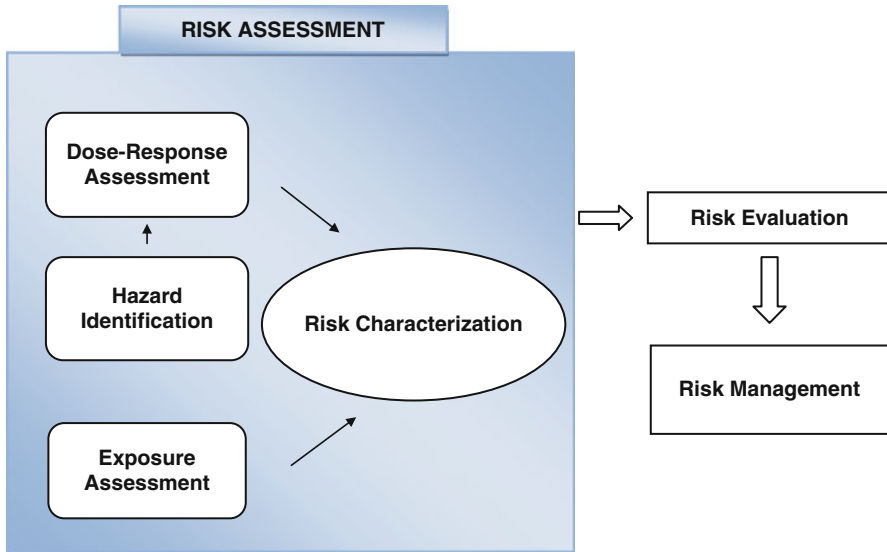 RISK ASSESSMENT
Dose-Response
Assessment
Hazard
Identification
Exposure
Assessment
Risk Characterization
Risk Evaluation
Risk Management